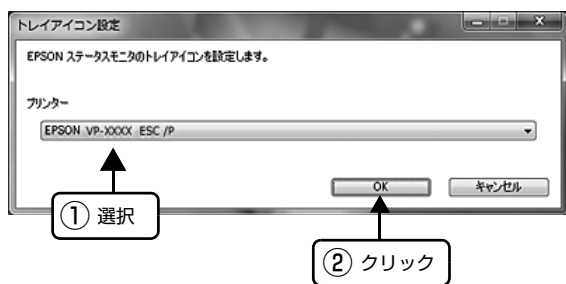 トレイアイコン設定
EPSON ステータスモニタのトレイアイコンを設定します。
プリンター
EPSON VP-XXXX ESC /P
OK キャンセル
① 選択
② クリック